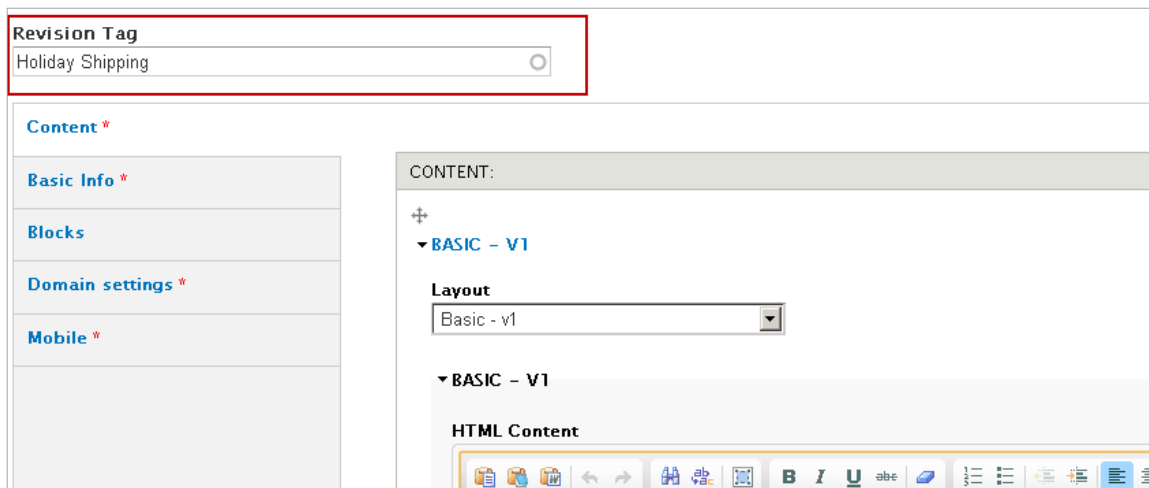 Revision Tag
Holiday Shipping
Content *
Basic Info *
Blocks
Domain settings *
Mobile *
CONTENT:
BASIC – V1
Layout
Basic - v1
BASIC – V1
HTML Content
B I U abc